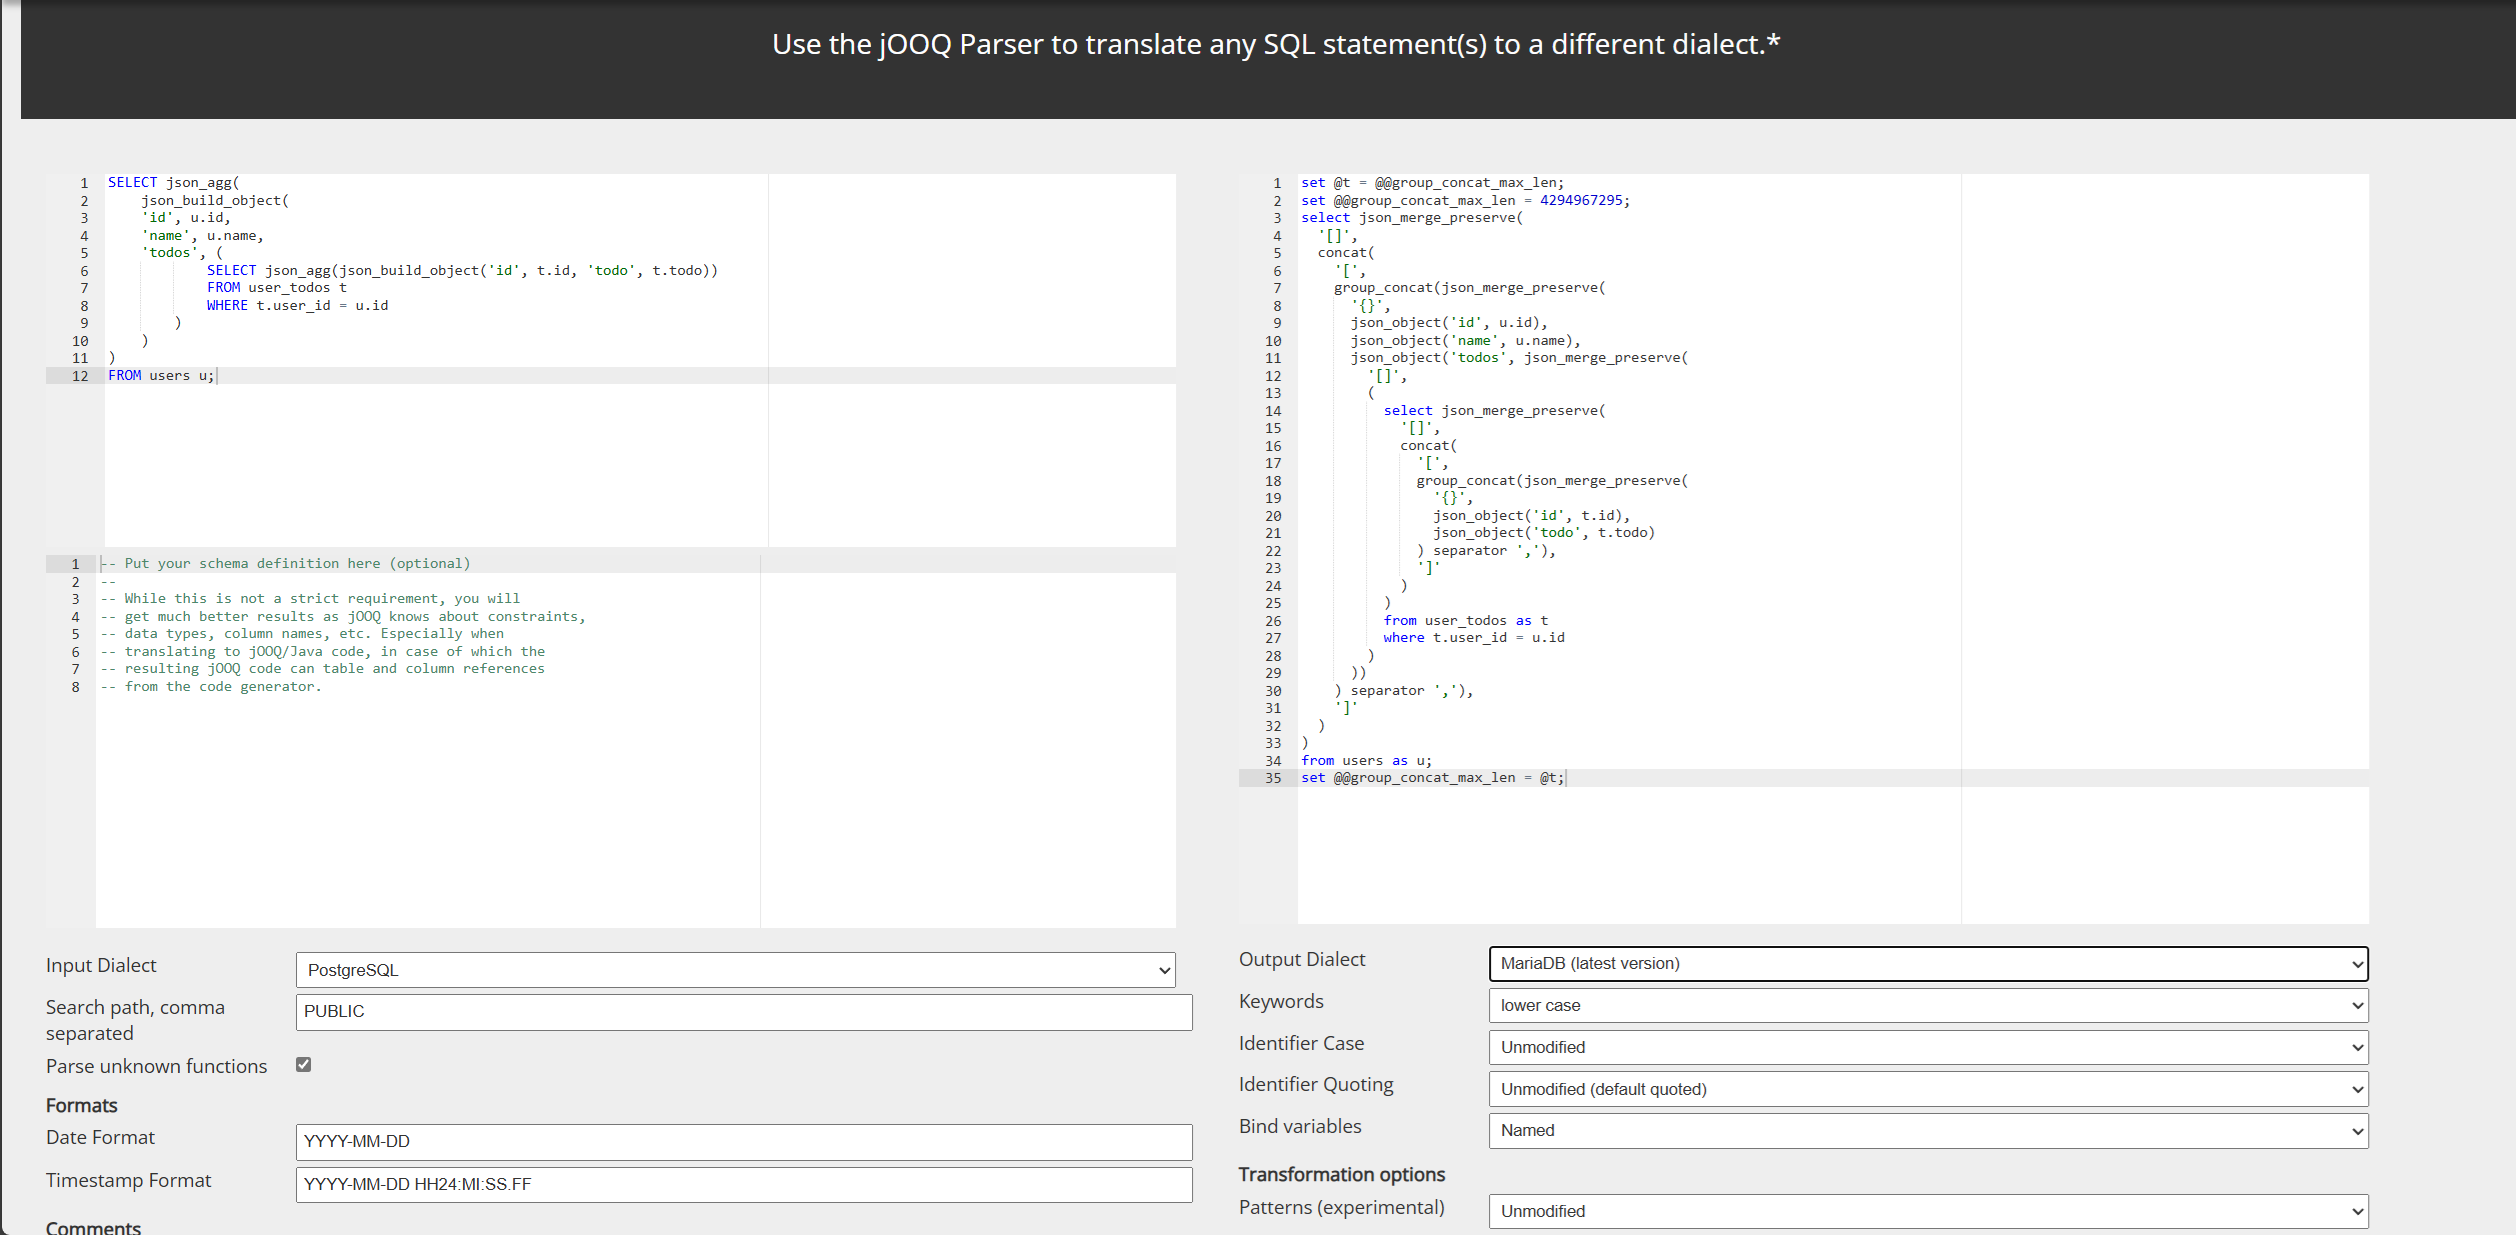 Use the jOOQ Parser to translate any SQL statement(s) to a different dialect.*
1 SELECT json_agg(
2 json_build_object(
3 'id', u.id,
4 'name', u.name,
5 'todos', (
6 SELECT json_agg(json_build_object('id', t.id, 'todo', t.todo))
7 FROM user_todos t
8 WHERE t.user_id = u.id
9 )
10 )
11 )
12 FROM users u;
1 -- Put your schema definition here (optional)
2 --
3 -- While this is not a strict requirement, you will
4 -- get much better results as jOOQ knows about constraints,
5 -- data types, column names, etc. Especially when
6 -- translating to jOOQ/Java code, in case of which the
7 -- resulting jOOQ code can table and column references
8 -- from the code generator.
Input Dialect
PostgreSQL
Search path, comma
separated
PUBLIC
Parse unknown functions
Formats
Date Format
YYYY-MM-DD
Timestamp Format
YYYY-MM-DD HH24:MI:SS.FF
Comments
1 set @t = @@group_concat_max_len;
2 set @@group_concat_max_len = 4294967295;
3 select json_merge_preserve(
4 '[]',
5 concat(
6 '[',
7 group_concat(json_merge_preserve(
8 '{}',
9 json_object('id', u.id),
10 json_object('name', u.name),
11 json_object('todos', json_merge_preserve(
12 '[]',
13 (
14 select json_merge_preserve(
15 '[]',
16 concat(
17 '[',
18 group_concat(json_merge_preserve(
19 '{}',
20 json_object('id', t.id),
21 json_object('todo', t.todo)
22 ) separator ','),
23 ']'
24 )
25 )
26 from user_todos as t
27 where t.user_id = u.id
28 )
29 ))
30 ) separator ','),
31 ']'
32 )
33 )
34 from users as u;
35 set @@group_concat_max_len = @t;
Output Dialect
MariaDB (latest version)
Keywords
lower case
Identifier Case
Unmodified
Identifier Quoting
Unmodified (default quoted)
Bind variables
Named
Transformation options
Patterns (experimental)
Unmodified